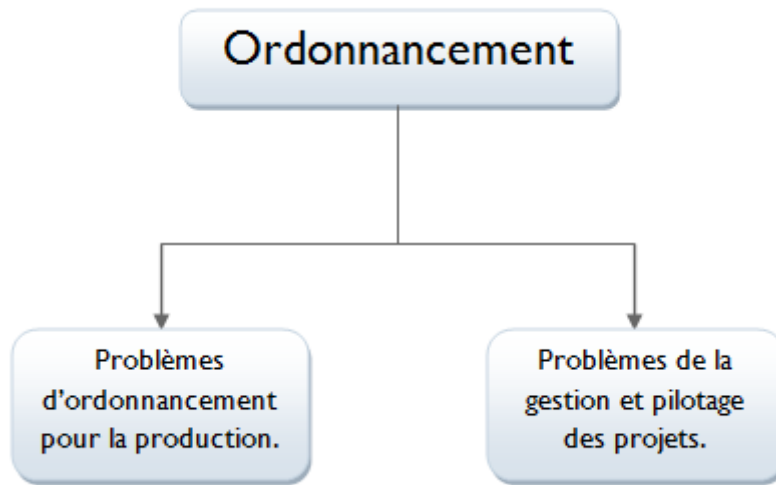 Ordonnancement
Problèmes
d’ordonnancement
pour la production.
Problèmes de la
gestion et pilotage
des projets.